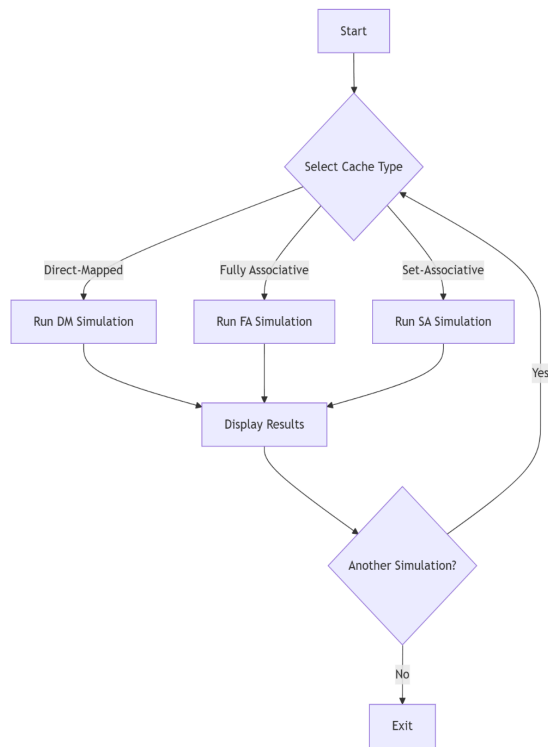 Start
Select Cache Type
Direct-Mapped
Fully Associative
Set-Associative
Run DM Simulation
Run FA Simulation
Run SA Simulation
Yes
Display Results
Another Simulation?
No
Exit